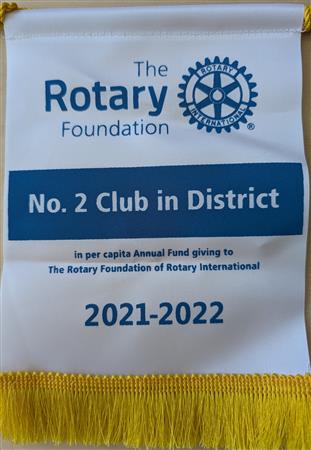 The
Rotary
Foundation
ROTARY
INTERNATIONAL
®
No. 2 Club in District
in per capita Annual Fund giving to
The Rotary Foundation of Rotary International
2021-2022